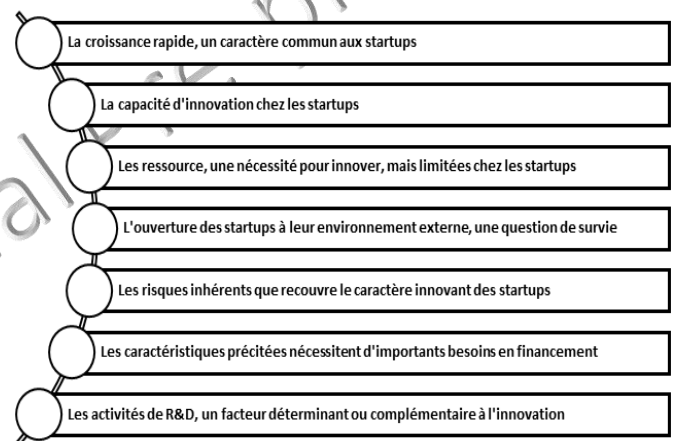 La croissance rapide, un caractère commun aux startups
La capacité d'innovation chez les startups
Les ressource, une nécessité pour innover, mais limitées chez les startups
L'ouverture des startups à leur environnement externe, une question de survie
Les risques inhérents que recouvre le caractère innovant des startups
Les caractéristiques précitées nécessitent d'importants besoins en financement
Les activités de R&D, un facteur déterminant ou complémentaire à l'innovation